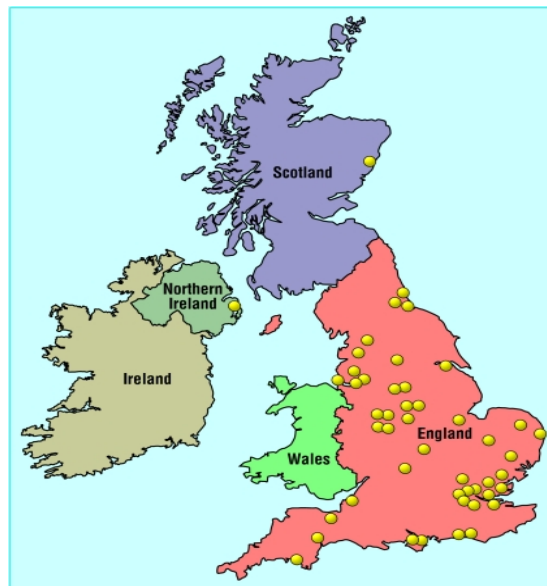 Scotland
Northern
Ireland
Ireland
England
Wales